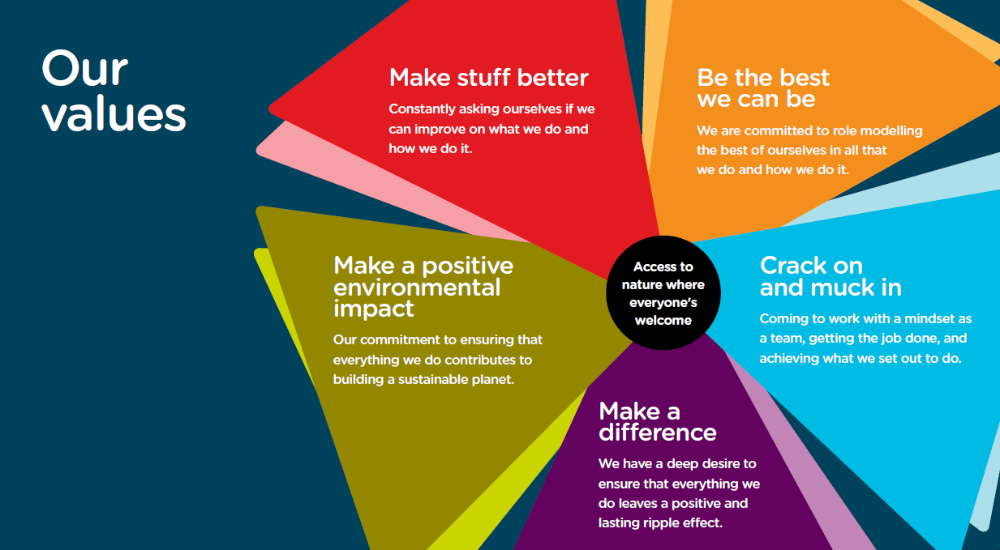 Our
values
Make stuff better
Constantly asking ourselves if we
can improve on what we do and
how we do it.
Be the best
we can be
We are committed to role modelling
the best of ourselves in all that
we do and how we do it.
Make a positive
environmental
impact
Our commitment to ensuring that
everything we do contributes to
building a sustainable planet.
Access to
nature where
everyone's
welcome
Crack on
and muck in
Coming to work with a mindset as
a team, getting the job done, and
achieving what we set out to do.
Make a
difference
We have a deep desire to
ensure that everything we
do leaves a positive and
lasting ripple effect.